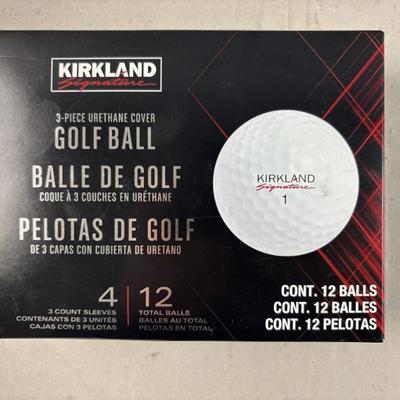 KIRKLAND
Signature
3-PIECE URETHANE COVER
GOLF BALL
BALLE DE GOLF
COQUE À 3 COUCHES EN URÉTHANE
PELOTAS DE GOLF
DE 3 CAPAS CON CUBIERTA DE URETANO
4
3 COUNT SLEEVES
CONTENANTS DE 3 UNITÉS
CAJAS CON 3 PELOTAS
12
TOTAL BALLS
BALLES AU TOTAL
PELOTAS EN TOTAL
KIRKLAND
Signature
1
CONT. 12 BALLS
CONT. 12 BALLES
CONT. 12 PELOTAS